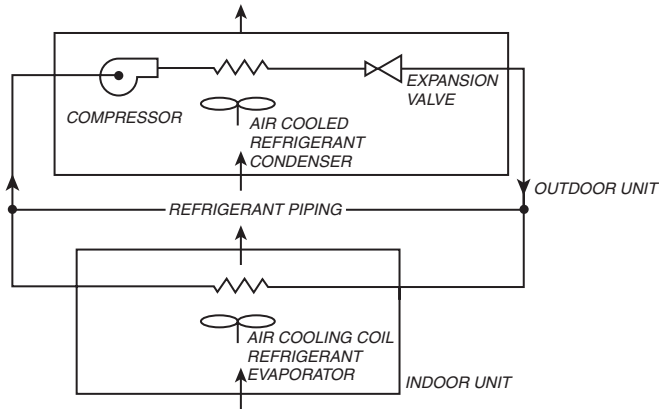 COMPRESSOR
EXPANSION
VALVE
AIR COOLED
REFRIGERANT
CONDENSER
OUTDOOR UNIT
REFRIGERANT PIPING
AIR COOLING COIL
REFRIGERANT
EVAPORATOR
INDOOR UNIT